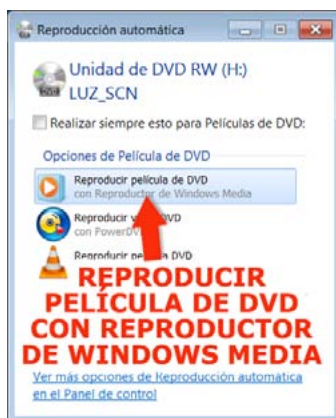 Reproducción automática
Unidad de DVD RW (H:)
LUZ_SCN
Realizar siempre esto para Películas de DVD:
Opciones de Película de DVD
Reproducir película de DVD
con Reproductor de Windows Media
Reproducir DVD
con PowerDVD
Reproducir DVD
REPRODUCIR
PELÍCULA DE DVD
CON REPRODUCTOR
DE WINDOWS MEDIA
Ver más opciones de Reproducción automática
en el Panel de control